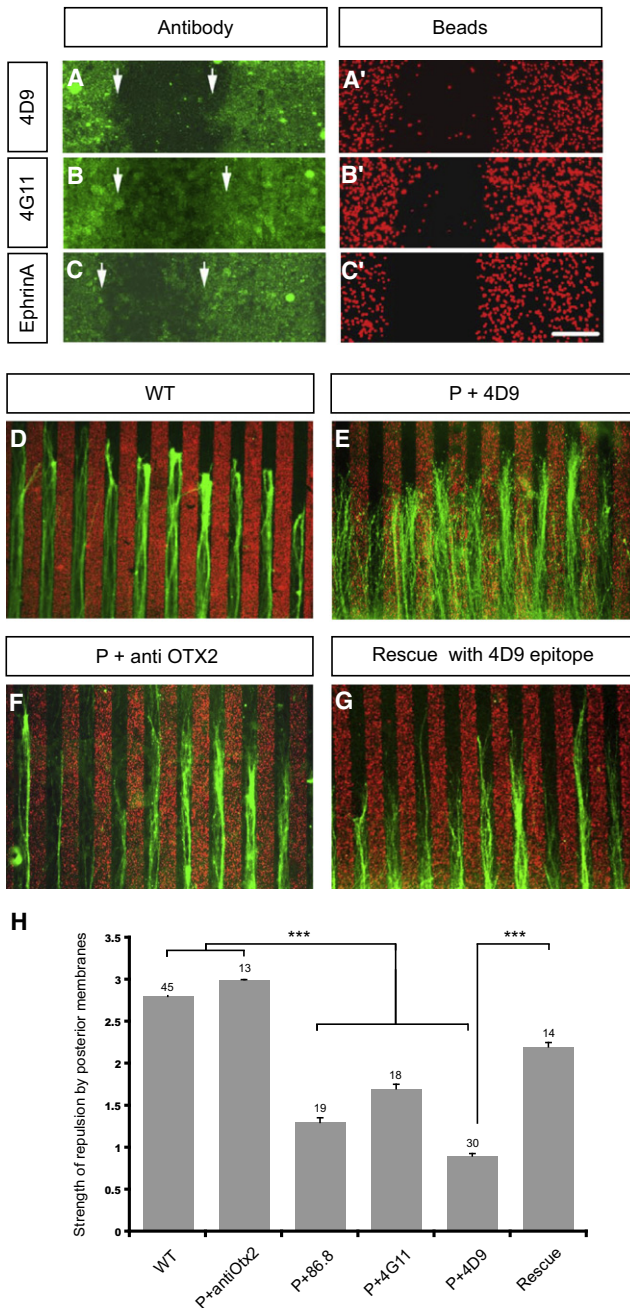 Antibody
Beads
4D9
A
A'
4G11
B
B'
EphrinA
C
C'
WT
P + 4D9
D
E
P + anti OTX2
Rescue with 4D9 epitope
F
G
H
Strength of repulsion by posterior membranes
3.5
3
2.5
2
1.5
1
0.5
0
***
***
45
13
19
18
30
14
WT
P+antiOtx2
P+86.8
P+4G11
P+4D9
Rescue